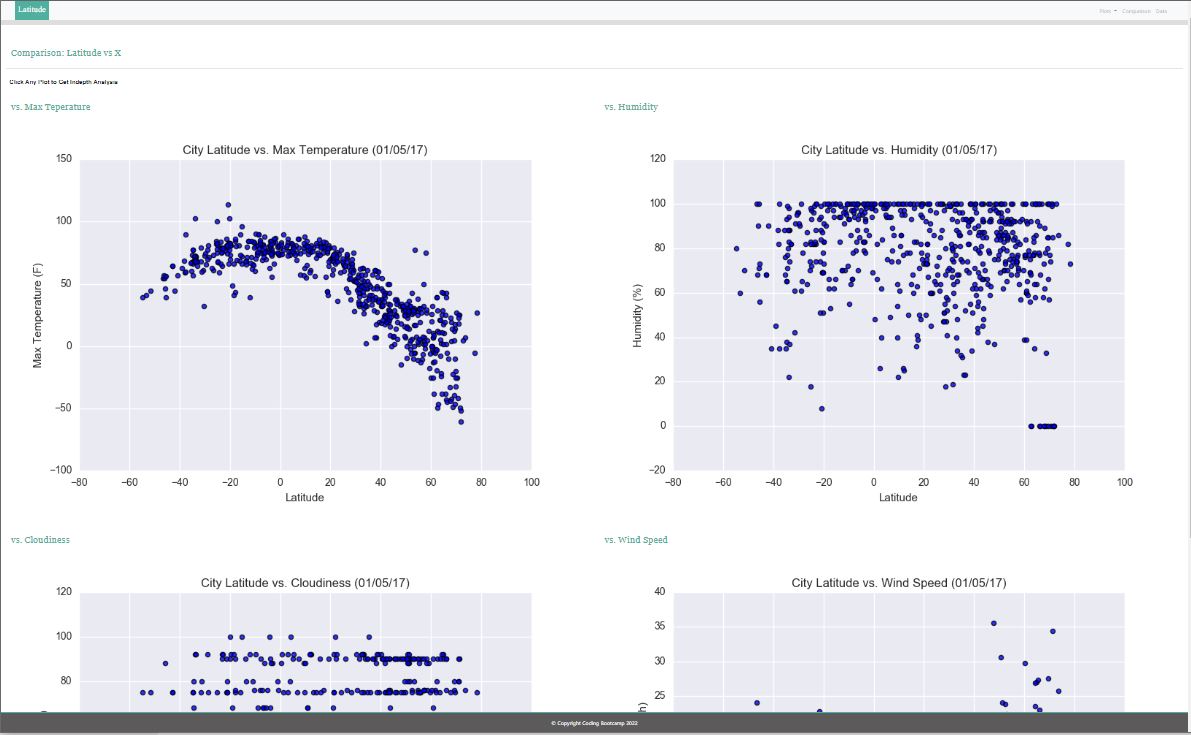 Latitude
Plots Comparison Data
Comparison: Latitude vs X
Click Any Plot to Get Indepth Analysis
vs. Max Teperature
vs. Humidity
City Latitude vs. Max Temperature (01/05/17)
150
100
50
0
−50
−100
Max Temperature (F)
−80 −60 −40 −20 0 20 40 60 80 100
Latitude
City Latitude vs. Humidity (01/05/17)
120
100
80
60
40
20
0
−20
Humidity (%)
−80 −60 −40 −20 0 20 40 60 80 100
Latitude
vs. Cloudiness
vs. Wind Speed
City Latitude vs. Cloudiness (01/05/17)
120
100
80
City Latitude vs. Wind Speed (01/05/17)
40
35
30
25
h)
© Copyright Coding Bootcamp 2022